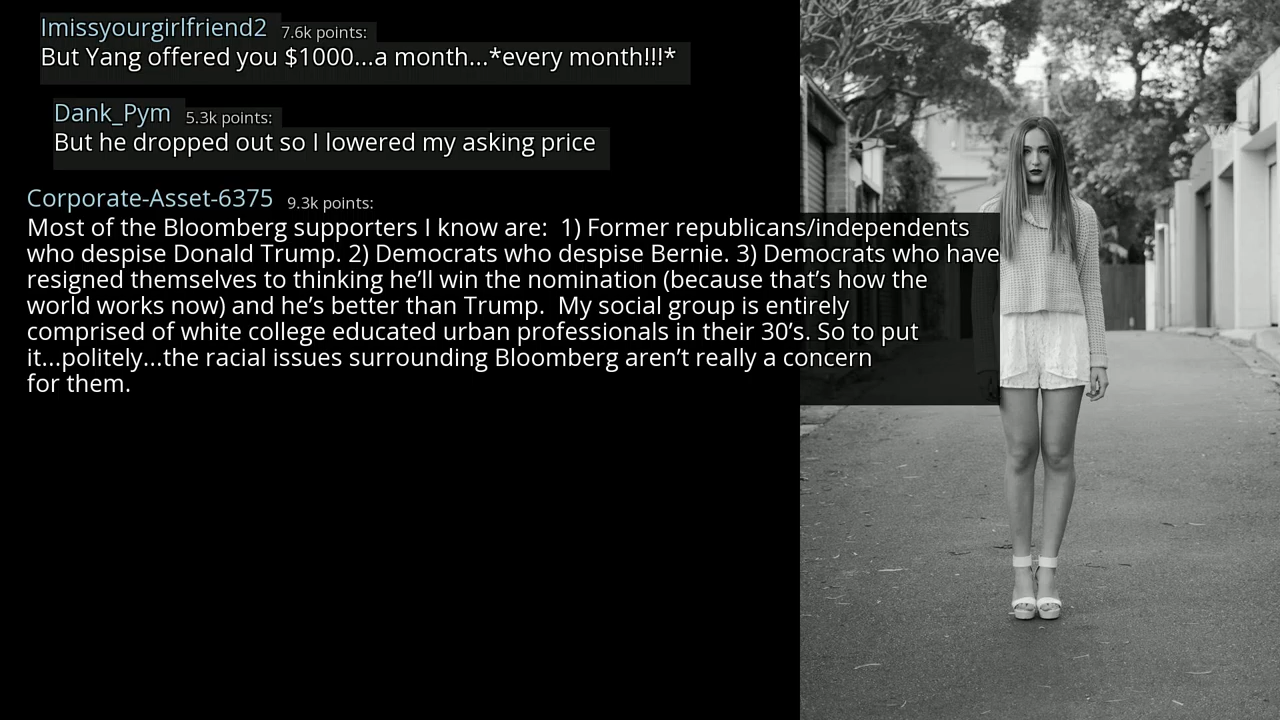 Imissyourgirlfriend2 7.6k points:
But Yang offered you $1000...a month...*every month!!!*
Dank_Pym 5.3k points:
But he dropped out so I lowered my asking price
Corporate-Asset-6375 9.3k points:
Most of the Bloomberg supporters I know are:  1) Former republicans/independents
who despise Donald Trump. 2) Democrats who despise Bernie. 3) Democrats who have
resigned themselves to thinking he’ll win the nomination (because that’s how the
world works now) and he’s better than Trump.  My social group is entirely
comprised of white college educated urban professionals in their 30’s. So to put
it...politely...the racial issues surrounding Bloomberg aren’t really a concern
for them.